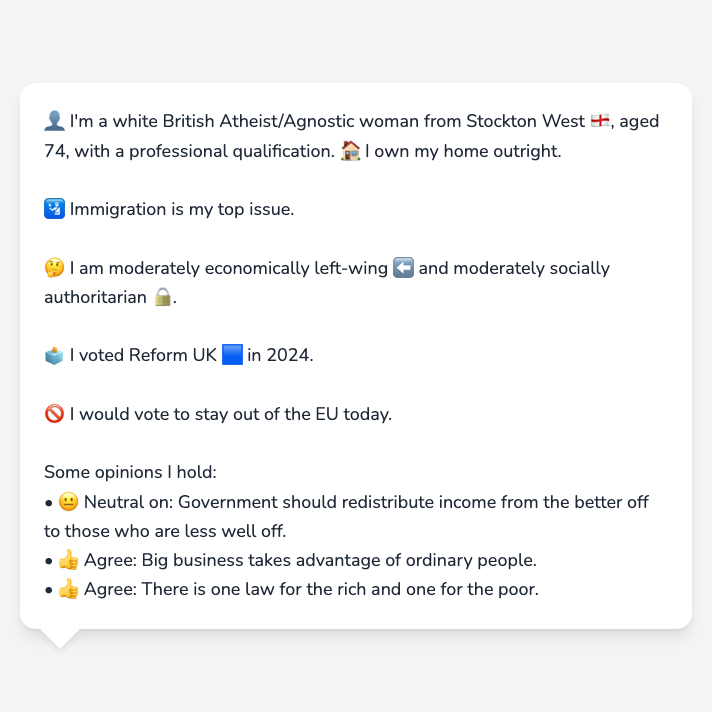 👤 I'm a white British Atheist/Agnostic woman from Stockton West 🏴󠁧󠁢󠁥󠁮󠁧󠁿, aged
74, with a professional qualification. 🏠 I own my home outright.
🛂 Immigration is my top issue.
🤔 I am moderately economically left-wing ⬅️ and moderately socially
authoritarian 🔒.
🗳️ I voted Reform UK 🟦 in 2024.
🚫 I would vote to stay out of the EU today.
Some opinions I hold:
• 😐 Neutral on: Government should redistribute income from the better off
to those who are less well off.
• 👍 Agree: Big business takes advantage of ordinary people.
• 👍 Agree: There is one law for the rich and one for the poor.